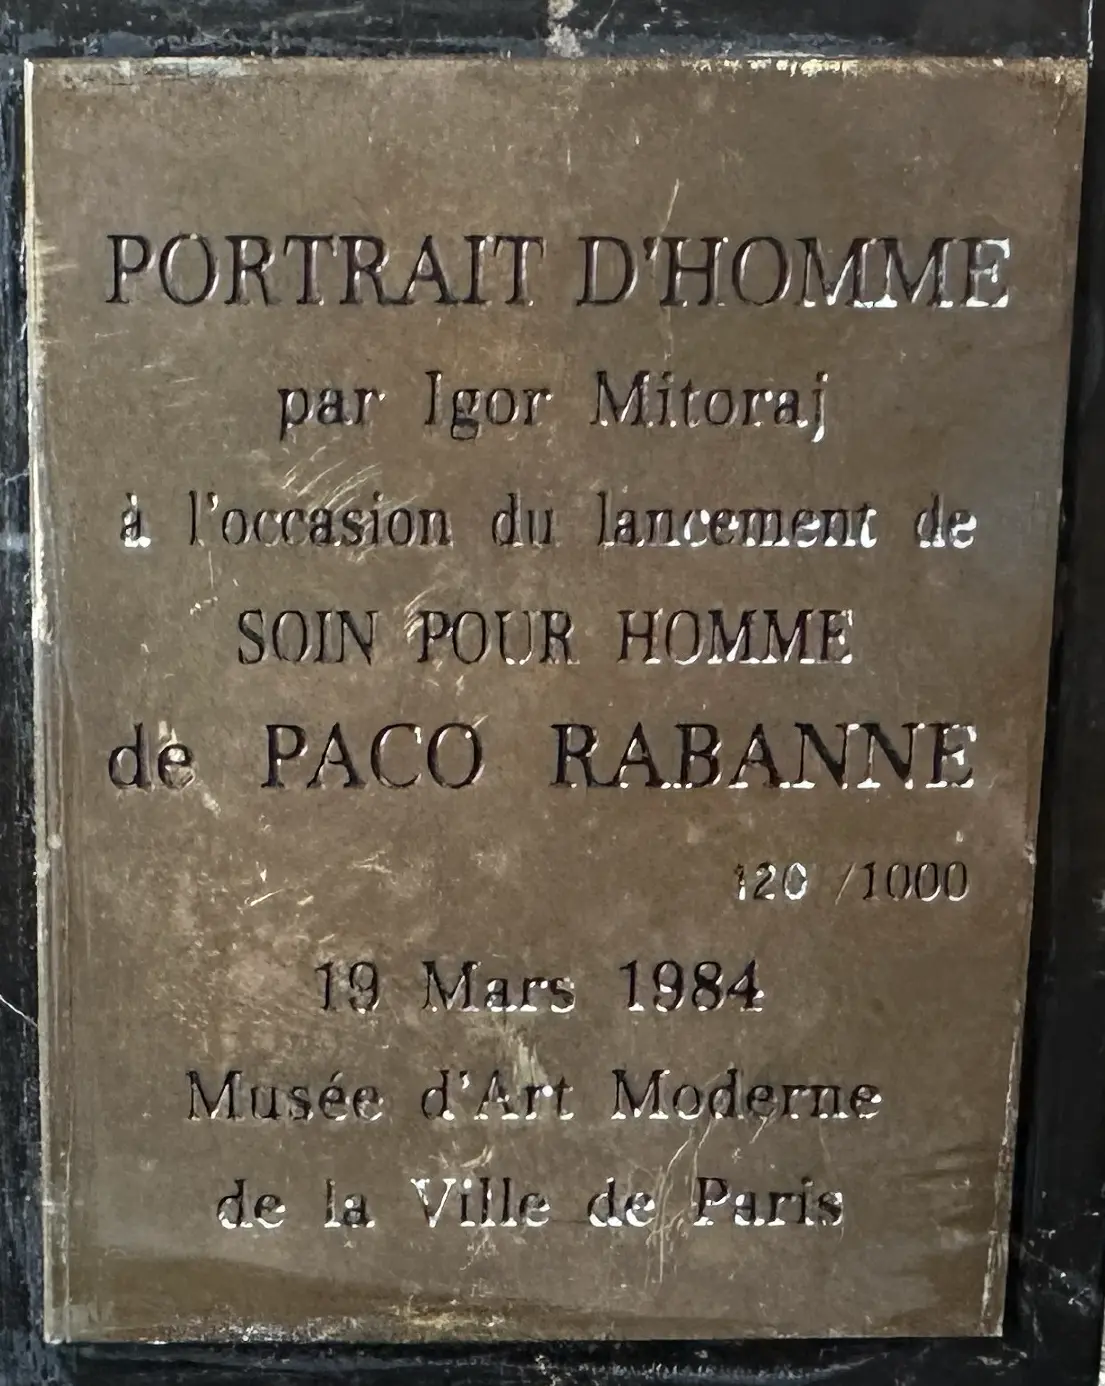 PORTRAIT D'HOMME
par Igor Mitoraj
à l'occasion du lancement de
SOIN POUR HOMME
de PACO RABANNE
120 /1000
19 Mars 1984
Musée d'Art Moderne
de la Ville de Paris